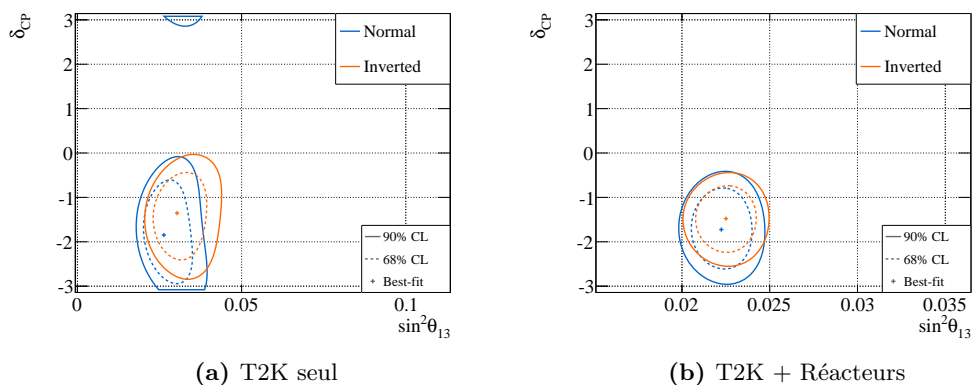 δCP
3
2
1
0
-1
-2
-3
0
0.05
0.1
sin²θ13
Normal
Inverted
90% CL
68% CL
Best-fit
(a) T2K seul
δCP
3
2
1
0
-1
-2
-3
0.02
0.025
0.03
0.035
sin²θ13
Normal
Inverted
90% CL
68% CL
Best-fit
(b) T2K + Réacteurs